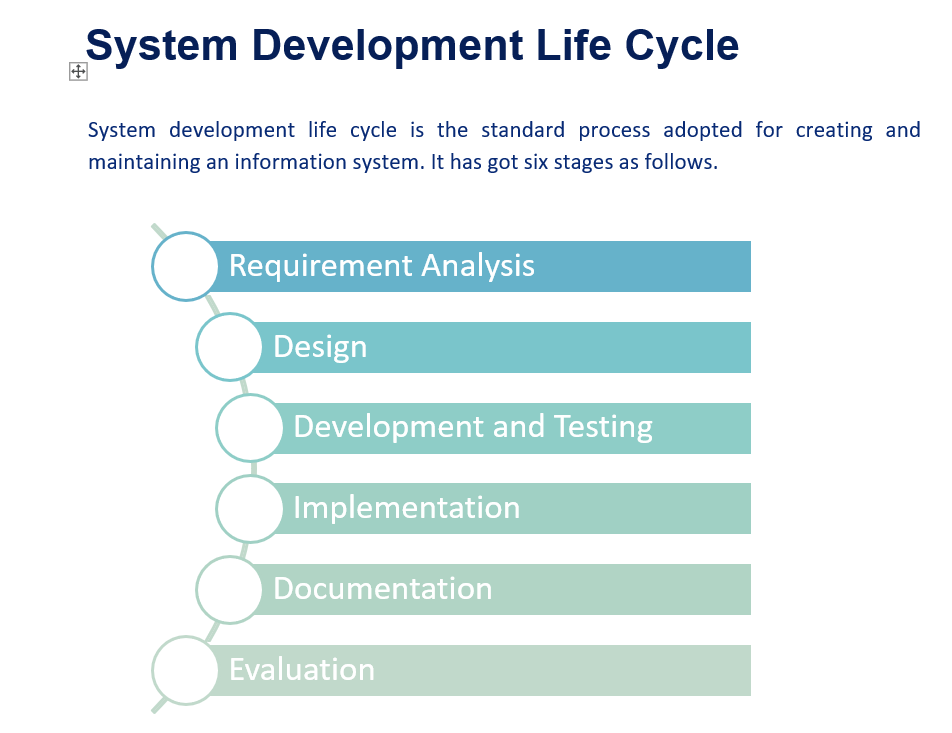 System Development Life Cycle
System development life cycle is the standard process adopted for creating and
maintaining an information system. It has got six stages as follows.
Requirement Analysis
Design
Development and Testing
Implementation
Documentation
Evaluation